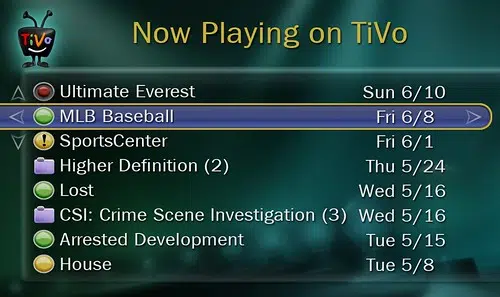 TiVo
Now Playing on TiVo
Ultimate Everest Sun 6/10
MLB Baseball Fri 6/8
! SportsCenter Fri 6/1
Higher Definition (2) Thu 5/24
Lost Wed 5/16
CSI: Crime Scene Investigation (3) Wed 5/16
Arrested Development Tue 5/15
House Tue 5/8